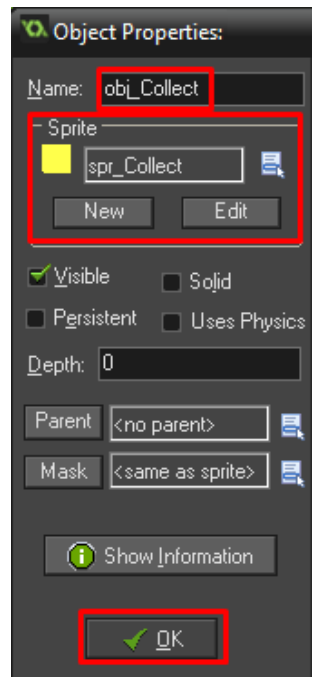 Object Properties:
Name: obj_Collect
Sprite
spr_Collect
New Edit
Visible Solid
Persistent Uses Physics
Depth: 0
Parent <no parent>
Mask <same as sprite>
Show Information
OK